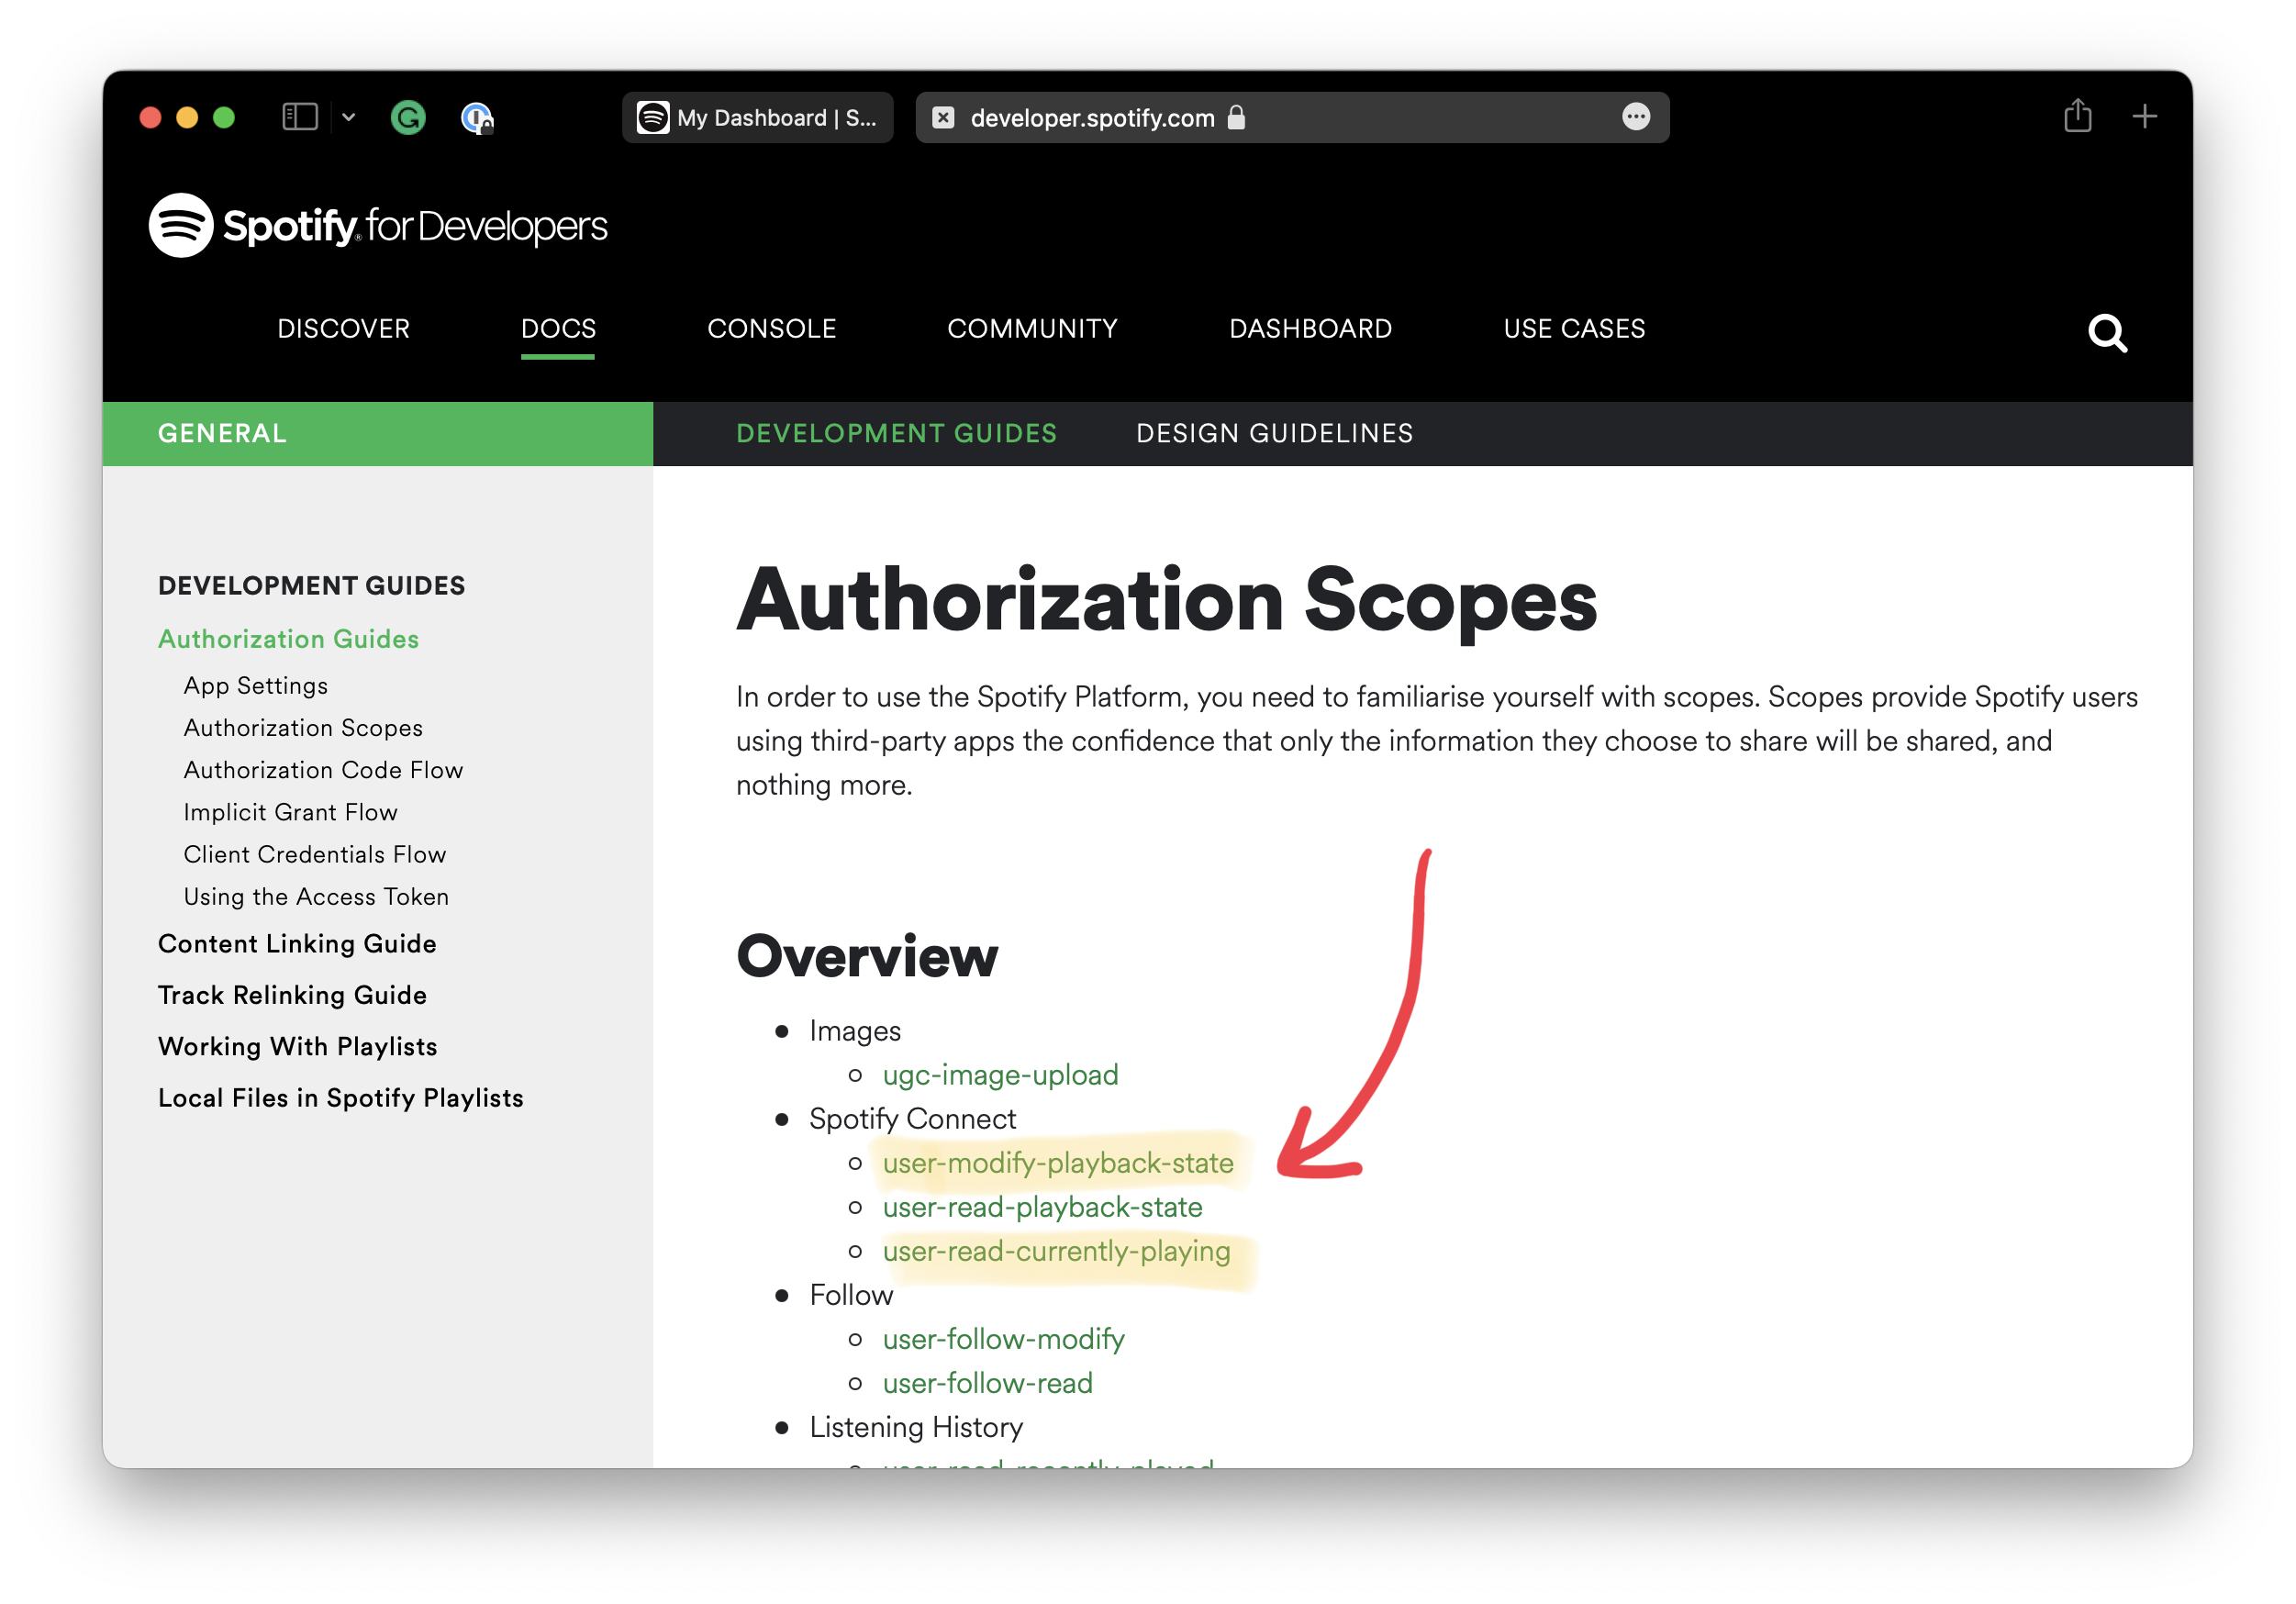 My Dashboard | S...
developer.spotify.com
Spotify® for Developers
DISCOVER DOCS CONSOLE COMMUNITY DASHBOARD USE CASES
GENERAL
DEVELOPMENT GUIDES DESIGN GUIDELINES
DEVELOPMENT GUIDES
Authorization Guides
App Settings
Authorization Scopes
Authorization Code Flow
Implicit Grant Flow
Client Credentials Flow
Using the Access Token
Content Linking Guide
Track Relinking Guide
Working With Playlists
Local Files in Spotify Playlists
Authorization Scopes
In order to use the Spotify Platform, you need to familiarise yourself with scopes. Scopes provide Spotify users
using third-party apps the confidence that only the information they choose to share will be shared, and
nothing more.
Overview
Images
ugc-image-upload
Spotify Connect
user-modify-playback-state
user-read-playback-state
user-read-currently-playing
Follow
user-follow-modify
user-follow-read
Listening History
user-read-recently-played